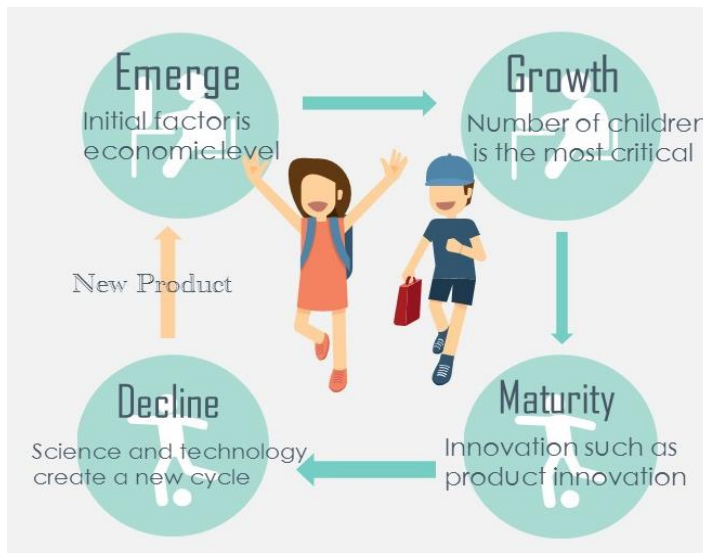 Emerge
Initial factor is
economic level
Growth
Number of children
is the most critical
New Product
Decline
Science and technology
create a new cycle
Maturity
Innovation such as
product innovation